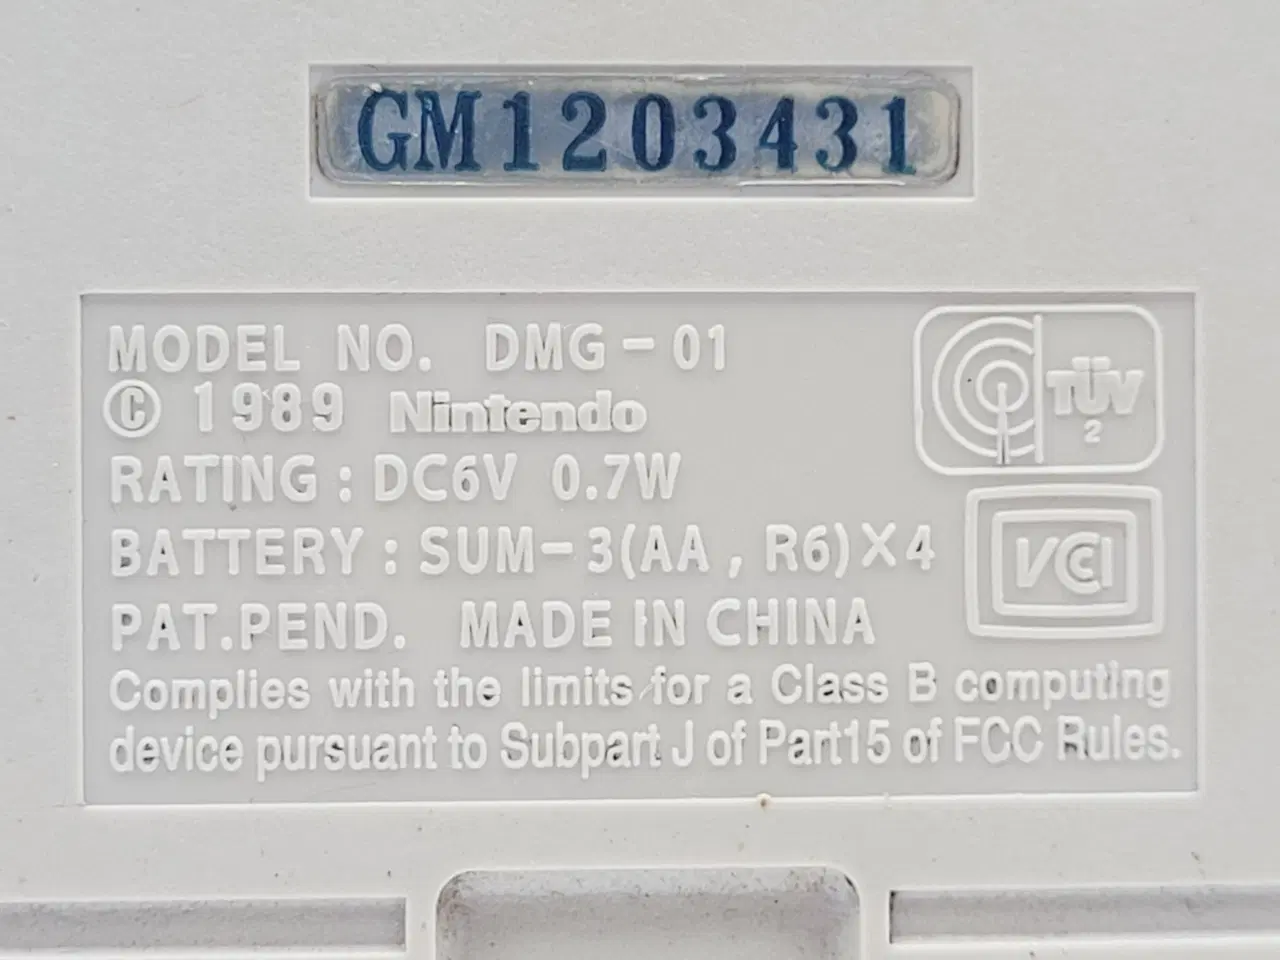 GM1203431
MODEL NO. DMG-01
© 1989 Nintendo
RATING : DC6V 0.7W
BATTERY : SUM-3(AA, R6)×4
PAT.PEND. MADE IN CHINA
Complies with the limits for a Class B computing
device pursuant to Subpart J of Part15 of FCC Rules.
TÜV
2
VCCI